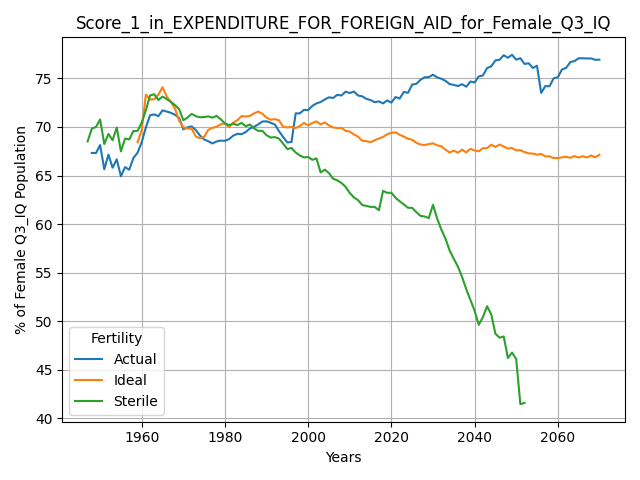 Score_1_in_EXPENDITURE_FOR_FOREIGN_AID_for_Female_Q3_IQ
% of Female Q3_IQ Population
75
70
65
60
55
50
45
40
Fertility
Actual
Ideal
Sterile
1960 1980 2000 2020 2040 2060
Years